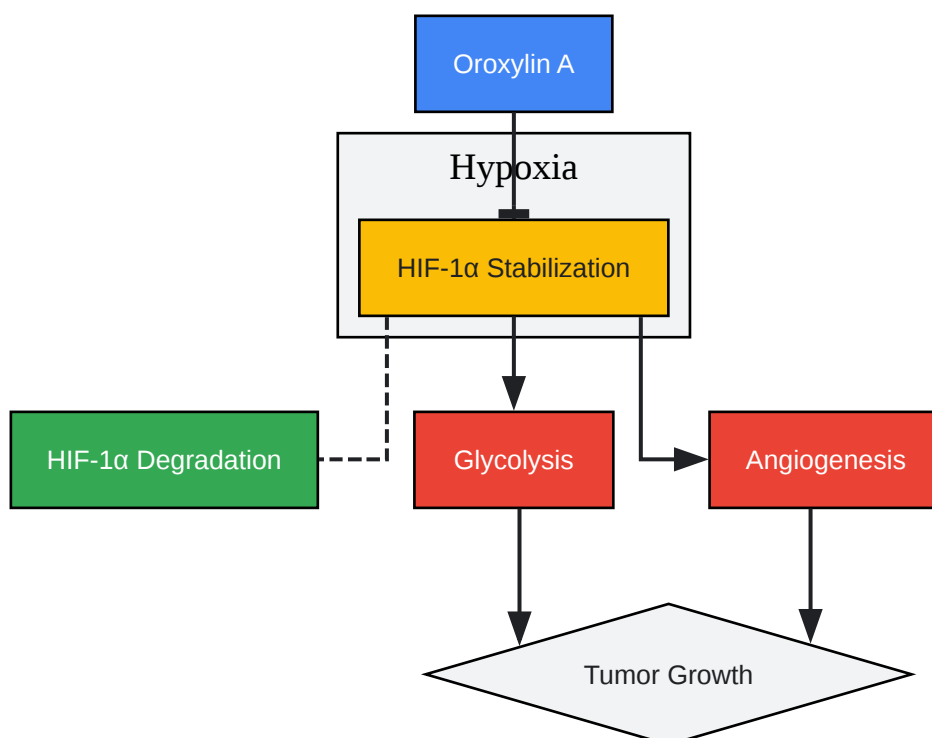 Oroxylin A
Hypoxia
HIF-1α Stabilization
HIF-1α Degradation
Glycolysis
Angiogenesis
Tumor Growth